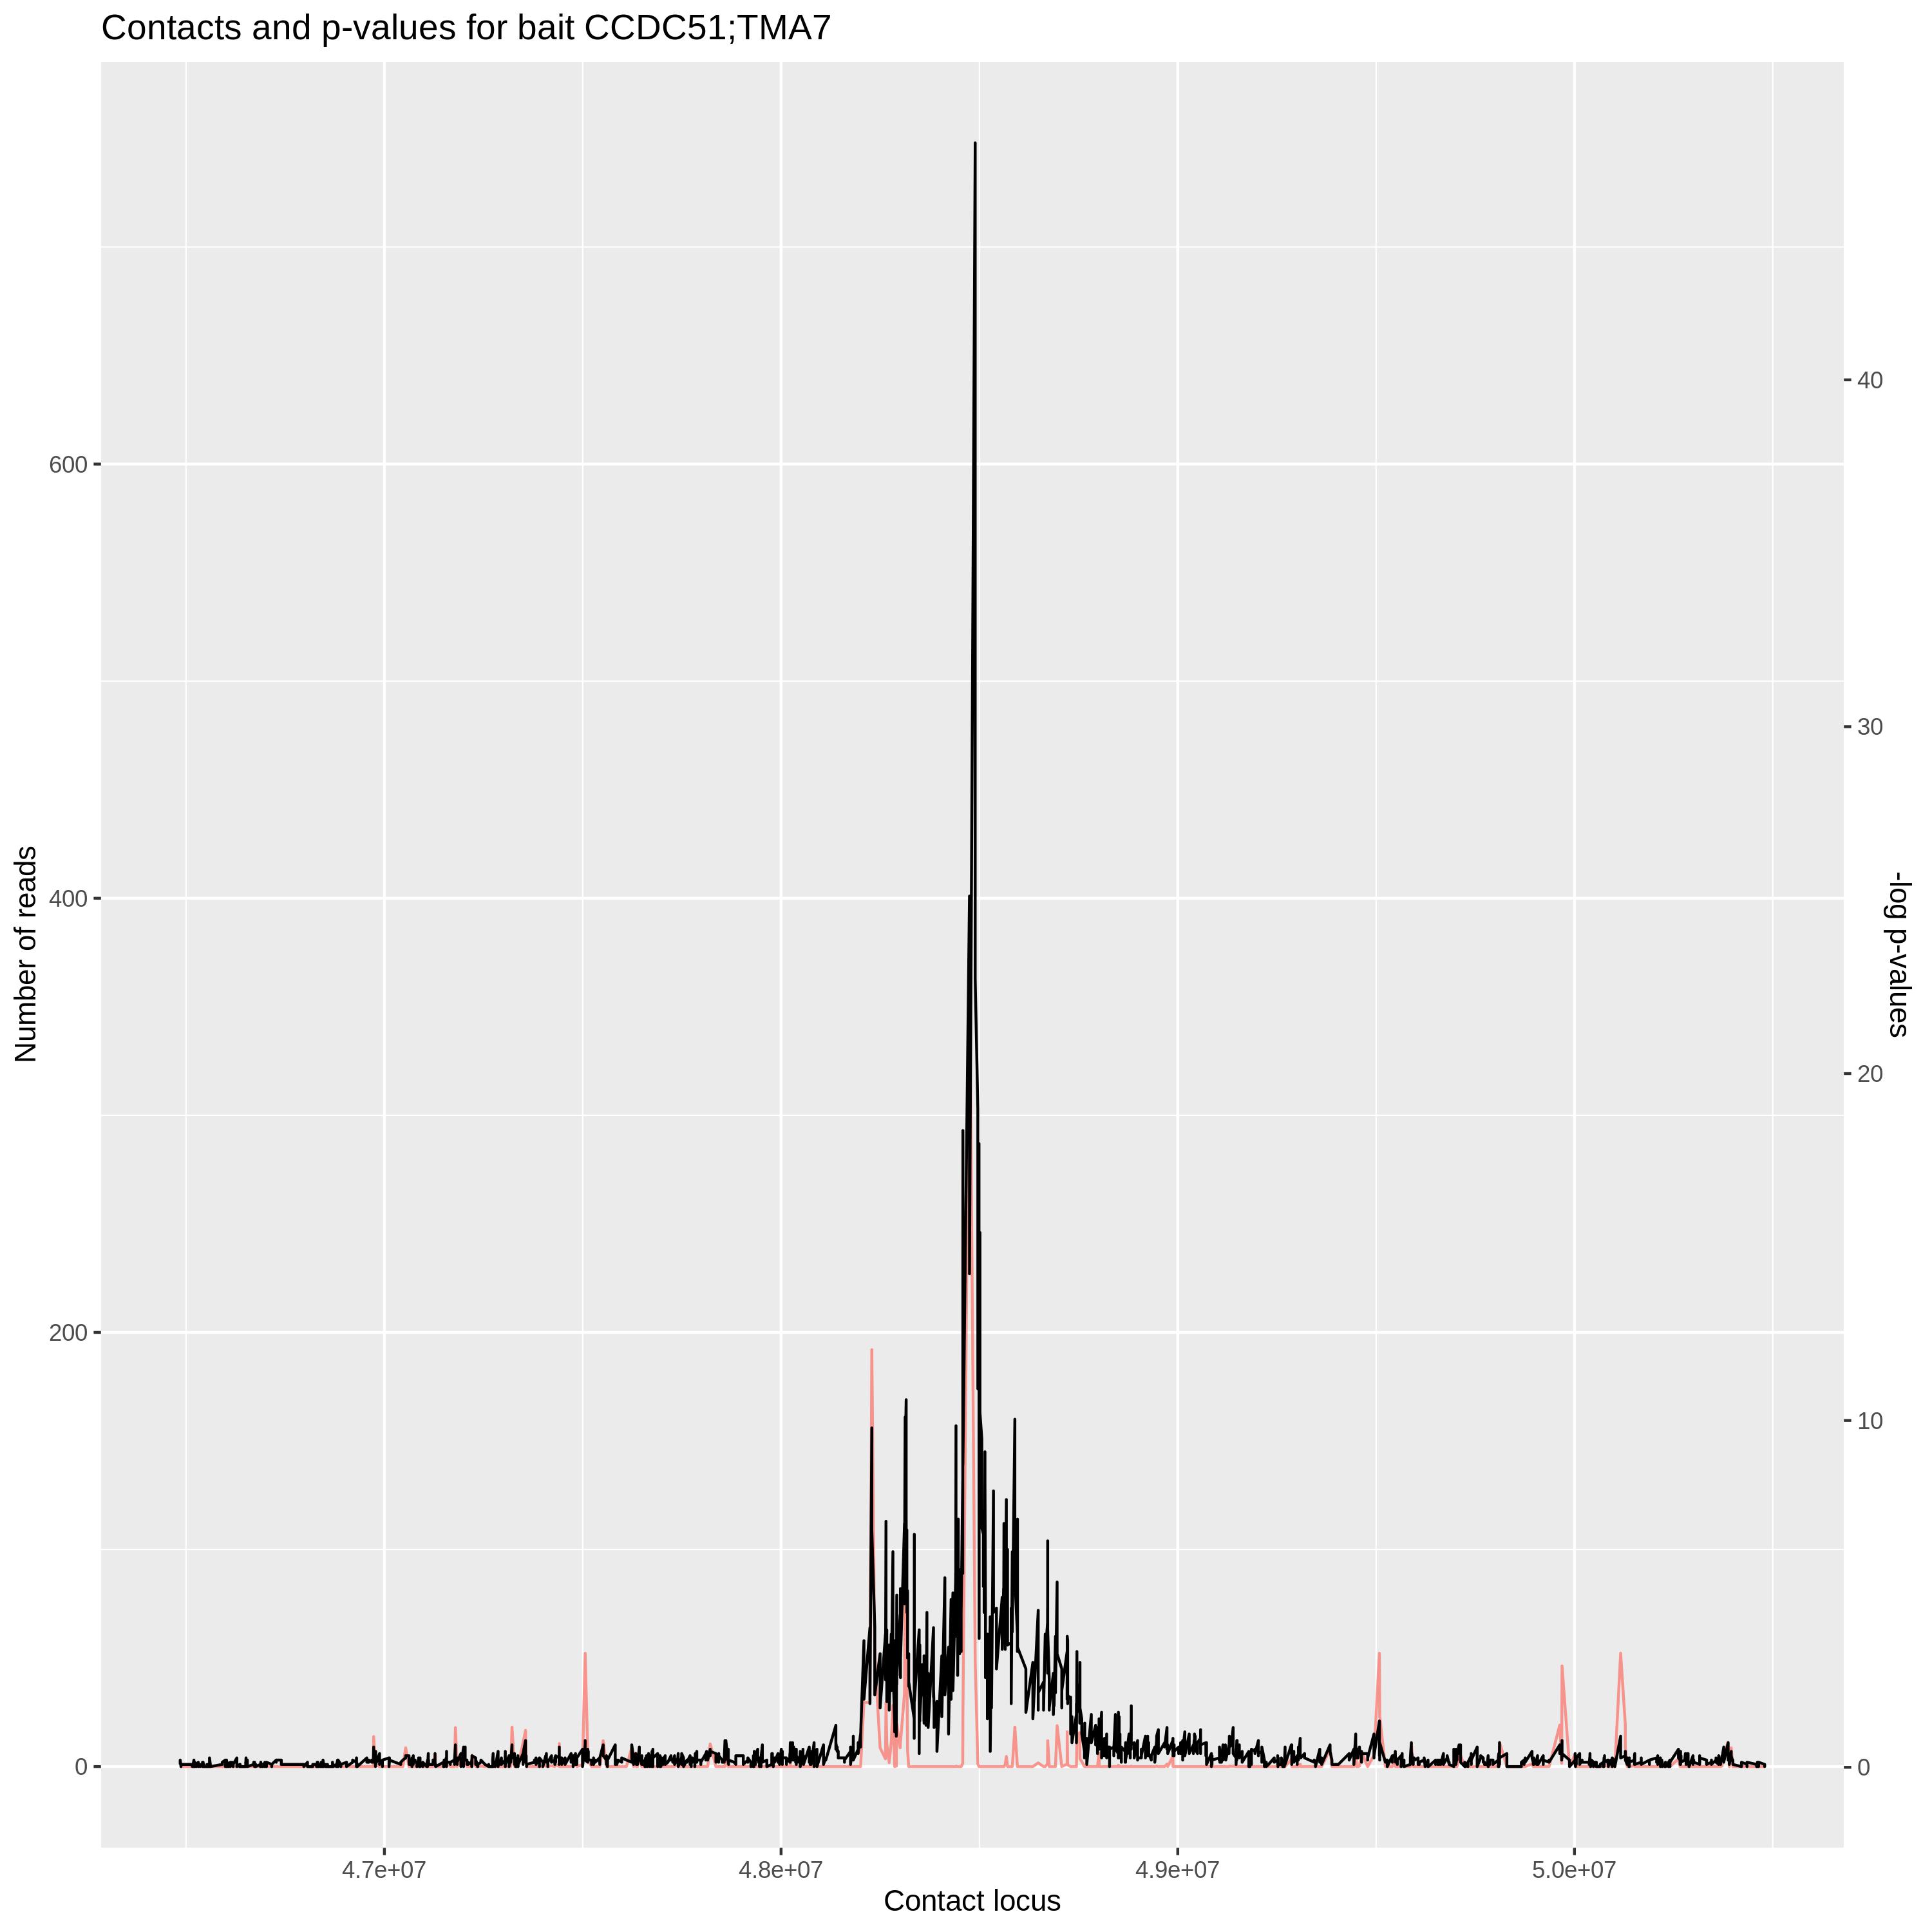 Contacts and p-values for bait CCDC51;TMA7
Number of reads
600
400
200
0
40
30
20
10
0
-log p-values
4.7e+07
4.8e+07
4.9e+07
5.0e+07
Contact locus